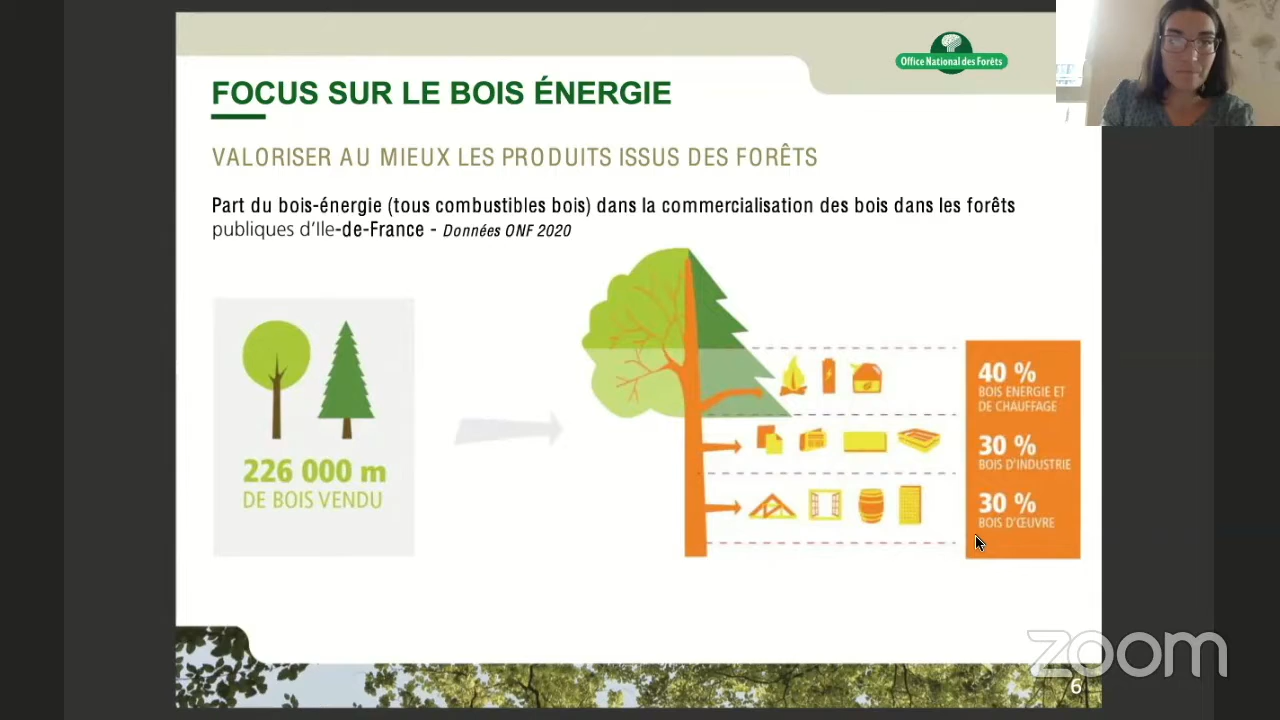 Office National des Forêts
FOCUS SUR LE BOIS ÉNERGIE
VALORISER AU MIEUX LES PRODUITS ISSUS DES FORÊTS
Part du bois-énergie (tous combustibles bois) dans la commercialisation des bois dans les forêts
publiques d'Ile-de-France - Données ONF 2020
226 000 m
DE BOIS VENDU
40 %
BOIS ENERGIE ET
DE CHAUFFAGE
30 %
BOIS D'INDUSTRIE
30 %
BOIS D'ŒUVRE
zoom
6